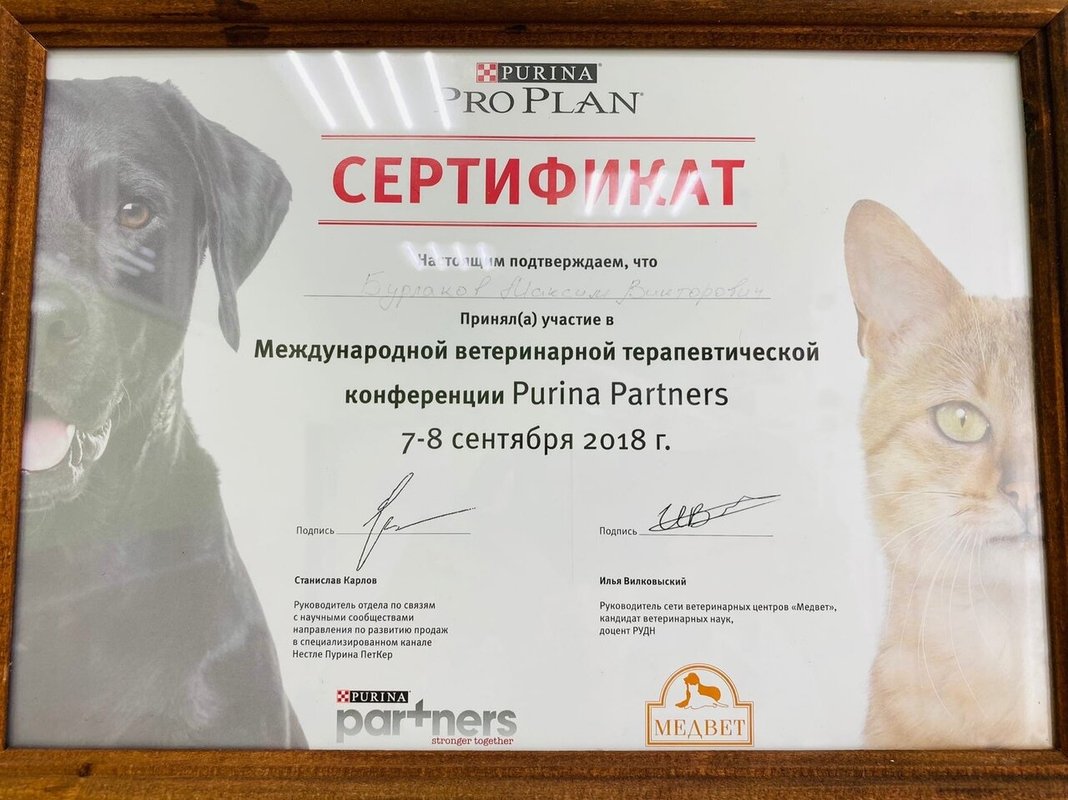 PURINA
PRO PLAN
СЕРТИФИКАТ
Настоящим подтверждаем, что
Бурлаков Максим Викторович
Принял(а) участие в
Международной ветеринарной терапевтической
конференции Purina Partners
7-8 сентября 2018 г.
Подпись
Станислав Карлов
Руководитель отдела по связям
с научными сообществами
направления по развитию продаж
в специализированном канале
Нестле Пурина ПетКер
Подпись
Илья Вилковыский
Руководитель сети ветеринарных центров «Медвет»,
кандидат ветеринарных наук,
доцент РУДН
PURINA
partners
stronger together
МЕДВЕТ